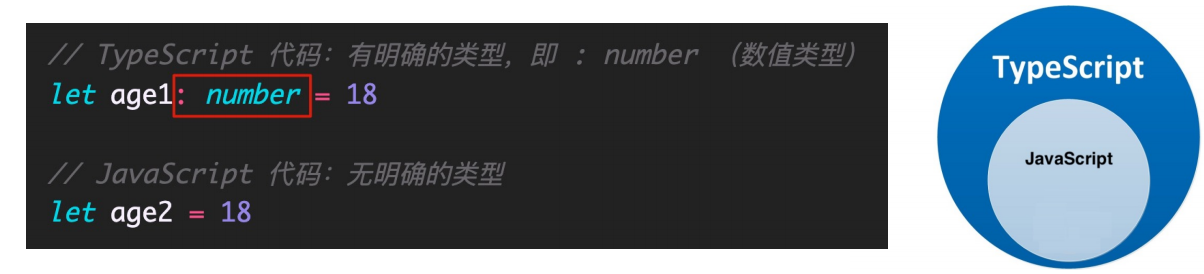 // TypeScript 代码：有明确的类型，即 : number （数值类型）
let age1: number = 18
// JavaScript 代码：无明确的类型
let age2 = 18
TypeScript
JavaScript